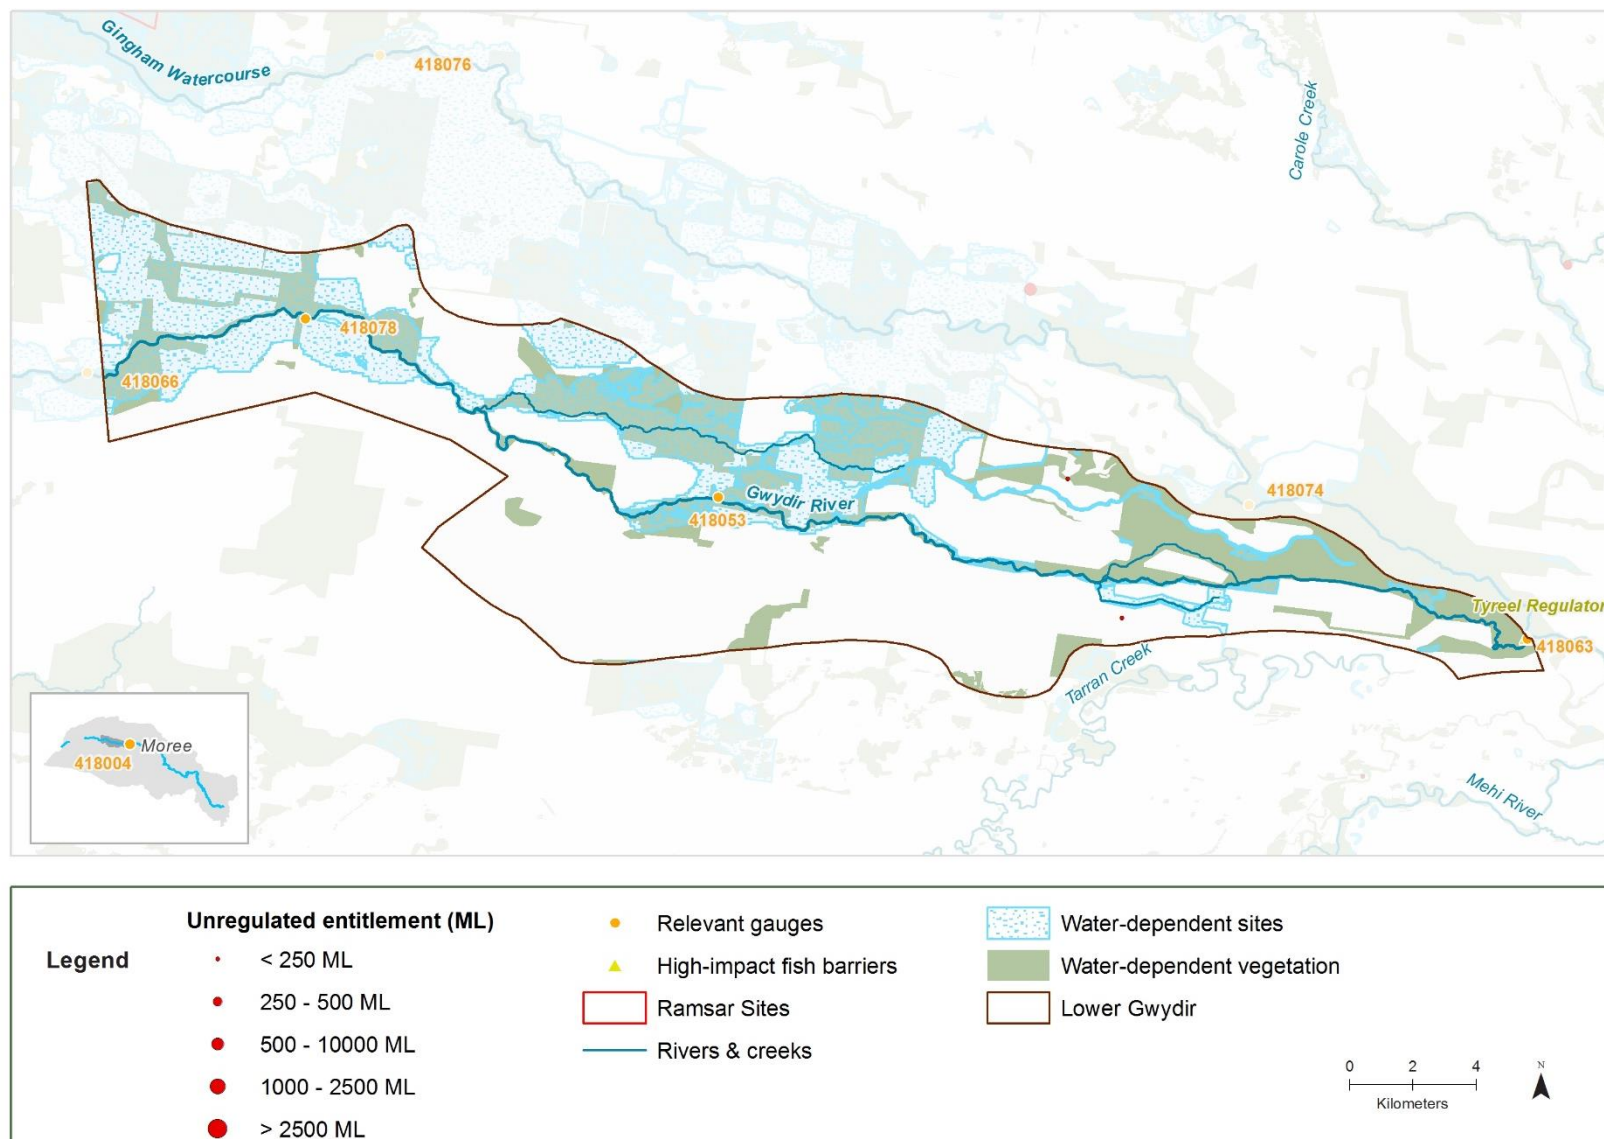 Gingham Watercourse
418076
Carole Creek
418078
418066
Gwydir River
418053
418074
Tyreel Regulator
418063
Tarran Creek
Mehi River
Moree
418004
Legend
Unregulated entitlement (ML)
< 250 ML
250 - 500 ML
500 - 10000 ML
1000 - 2500 ML
> 2500 ML
Relevant gauges
High-impact fish barriers
Ramsar Sites
Rivers & creeks
Water-dependent sites
Water-dependent vegetation
Lower Gwydir
0 2 4
Kilometers
N